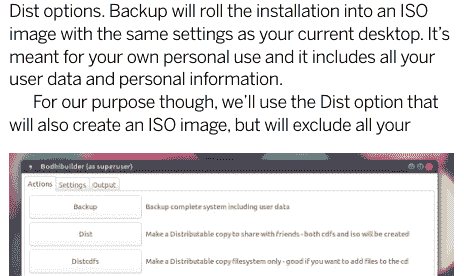 Dist options. Backup will roll the installation into an ISO
image with the same settings as your current desktop. It’s
meant for your own personal use and it includes all your
user data and personal information.
For our purpose though, we’ll use the Dist option that
will also create an ISO image, but will exclude all your
Bodhibuilder (as superuser)
Actions Settings Output
Backup Backup complete system including user data
Dist Make a Distributable copy to share with friends - both cdfs and iso will be created
Distcdfs Make a Distributable copy filesystem only - good if you want to add files to the cd